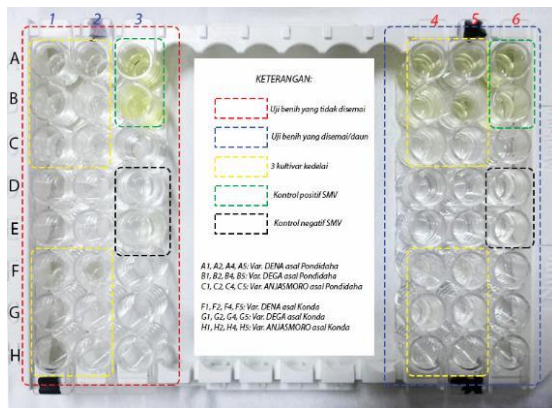 1 2 3 4 5 6
A
B
C
D
E
F
G
H
KETERANGAN:
Uji benih yang tidak disemai
Uji benih yang disemai/daun
3 kultivar kedelai
Kontrol positif SMV
Kontrol negatif SMV
A1, A2, A4, A5: Var. DENA asal Pondidaha
B1, B2, B4, B5: Var. DEGA asal Pondidaha
C1, C2, C4, C5: Var. ANJASMORO asal Pondidaha
F1, F2, F4, F5: Var. DENA asal Konda
G1, G2, G4, G5: Var. DEGA asal Konda
H1, H2, H4, H5: Var. ANJASMORO asal Konda